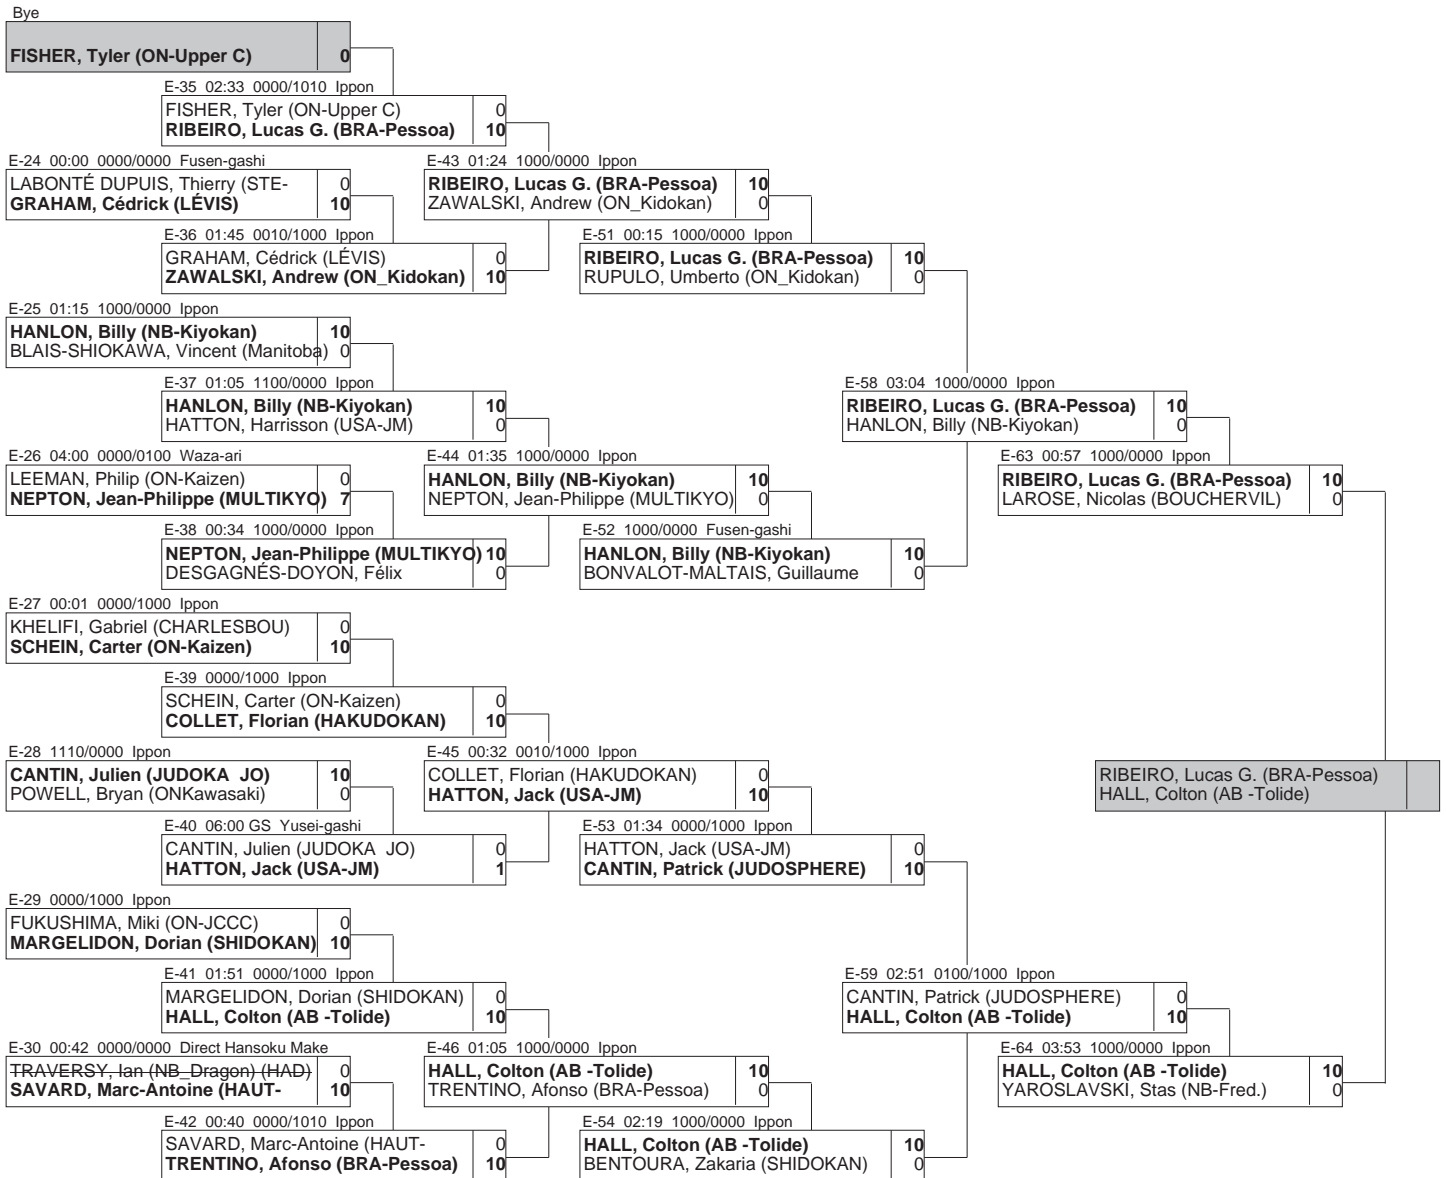 Bye
FISHER, Tyler (ON-Upper C) 0
E-35 02:33 0000/1010 Ippon
FISHER, Tyler (ON-Upper C) 0
RIBEIRO, Lucas G. (BRA-Pessoa) 10
E-24 00:00 0000/0000 Fusen-gashi
LABONTÉ DUPUIS, Thierry (STE- 0
GRAHAM, Cédrick (LÉVIS) 10
E-43 01:24 1000/0000 Ippon
RIBEIRO, Lucas G. (BRA-Pessoa) 10
ZAWALSKI, Andrew (ON_Kidokan) 0
E-36 01:45 0010/1000 Ippon
GRAHAM, Cédrick (LÉVIS) 0
ZAWALSKI, Andrew (ON_Kidokan) 10
E-51 00:15 1000/0000 Ippon
RIBEIRO, Lucas G. (BRA-Pessoa) 10
RUPULO, Umberto (ON_Kidokan) 0
E-25 01:15 1000/0000 Ippon
HANLON, Billy (NB-Kiyokan) 10
BLAIS-SHIOKAWA, Vincent (Manitoba) 0
E-37 01:05 1100/0000 Ippon
HANLON, Billy (NB-Kiyokan) 10
HATTON, Harrisson (USA-JM) 0
E-58 03:04 1000/0000 Ippon
RIBEIRO, Lucas G. (BRA-Pessoa) 10
HANLON, Billy (NB-Kiyokan) 0
E-26 04:00 0000/0100 Waza-ari
LEEMAN, Philip (ON-Kaizen) 0
NEPTON, Jean-Philippe (MULTIKYO) 7
E-44 01:35 1000/0000 Ippon
HANLON, Billy (NB-Kiyokan) 10
NEPTON, Jean-Philippe (MULTIKYO) 0
E-63 00:57 1000/0000 Ippon
RIBEIRO, Lucas G. (BRA-Pessoa) 10
LAROSE, Nicolas (BOUCHERVIL) 0
E-38 00:34 1000/0000 Ippon
NEPTON, Jean-Philippe (MULTIKYO) 10
DESGAGNÉS-DOYON, Félix 0
E-52 1000/0000 Fusen-gashi
HANLON, Billy (NB-Kiyokan) 10
BONVALOT-MALTAIS, Guillaume 0
E-27 00:01 0000/1000 Ippon
KHELIFI, Gabriel (CHARLESBOU) 0
SCHEIN, Carter (ON-Kaizen) 10
E-39 0000/1000 Ippon
SCHEIN, Carter (ON-Kaizen) 0
COLLET, Florian (HAKUDOKAN) 10
E-28 1110/0000 Ippon
CANTIN, Julien (JUDOKA JO) 10
POWELL, Bryan (ONKawasaki) 0
E-45 00:32 0010/1000 Ippon
COLLET, Florian (HAKUDOKAN) 0
HATTON, Jack (USA-JM) 10
RIBEIRO, Lucas G. (BRA-Pessoa)
HALL, Colton (AB -Tolide)
E-40 06:00 GS Yusei-gashi
CANTIN, Julien (JUDOKA JO) 0
HATTON, Jack (USA-JM) 1
E-53 01:34 0000/1000 Ippon
HATTON, Jack (USA-JM) 0
CANTIN, Patrick (JUDOSPHERE) 10
E-29 0000/1000 Ippon
FUKUSHIMA, Miki (ON-JCCC) 0
MARGELIDON, Dorian (SHIDOKAN) 10
E-41 01:51 0000/1000 Ippon
MARGELIDON, Dorian (SHIDOKAN) 0
HALL, Colton (AB -Tolide) 10
E-59 02:51 0100/1000 Ippon
CANTIN, Patrick (JUDOSPHERE) 0
HALL, Colton (AB -Tolide) 10
E-30 00:42 0000/0000 Direct Hansoku Make
TRAVERSY, Ian (NB_Dragon) (HAD) 0
SAVARD, Marc-Antoine (HAUT- 10
E-46 01:05 1000/0000 Ippon
HALL, Colton (AB -Tolide) 10
TRENTINO, Afonso (BRA-Pessoa) 0
E-64 03:53 1000/0000 Ippon
HALL, Colton (AB -Tolide) 10
YAROSLAVSKI, Stas (NB-Fred.) 0
E-42 00:40 0000/1010 Ippon
SAVARD, Marc-Antoine (HAUT- 0
TRENTINO, Afonso (BRA-Pessoa) 10
E-54 02:19 1000/0000 Ippon
HALL, Colton (AB -Tolide) 10
BENTOURA, Zakaria (SHIDOKAN) 0